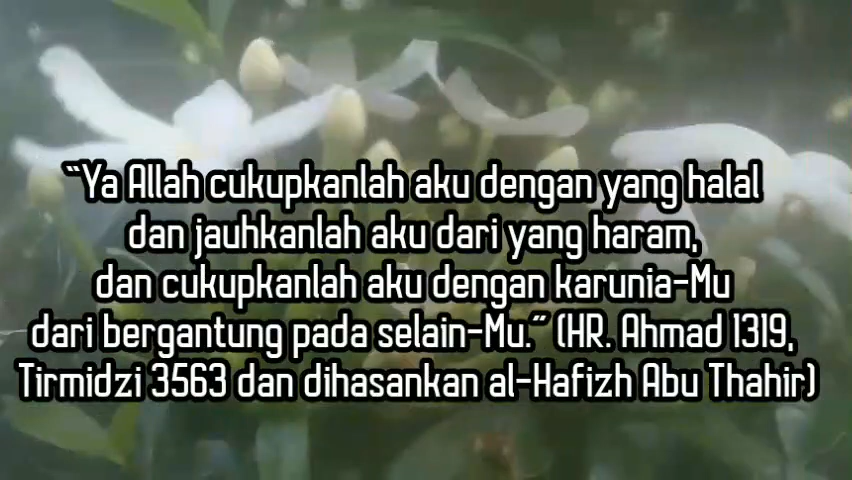 “Ya Allah cukupkanlah aku dengan yang halal
dan jauhkanlah aku dari yang haram,
dan cukupkanlah aku dengan karunia-Mu
dari bergantung pada selain-Mu.” (HR. Ahmad 1319,
Tirmidzi 3563 dan dihasankan al-Hafizh Abu Thahir)